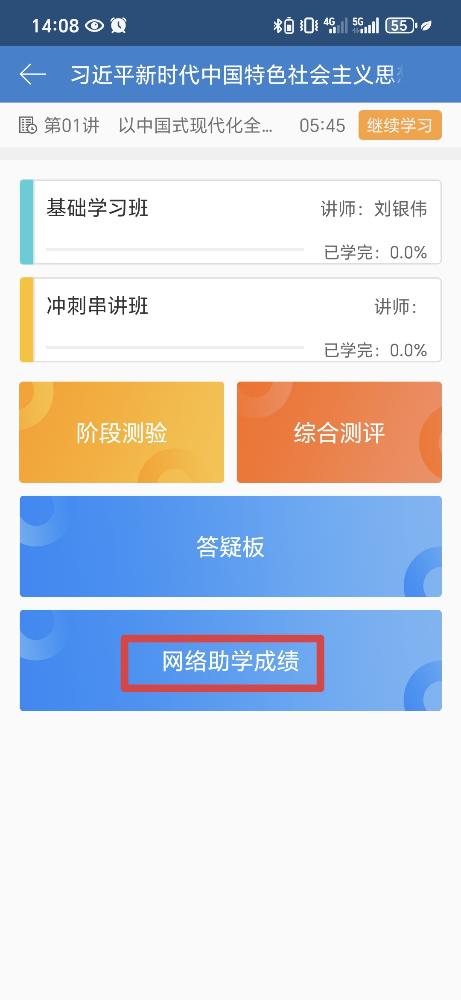 14:08 4G 5G 55
习近平新时代中国特色社会主义思
第01讲 以中国式现代化全... 05:45 继续学习
基础学习班 讲师：刘银伟
已学完：0.0%
冲刺串讲班 讲师：
已学完：0.0%
阶段测验 综合测评
答疑板
网络助学成绩